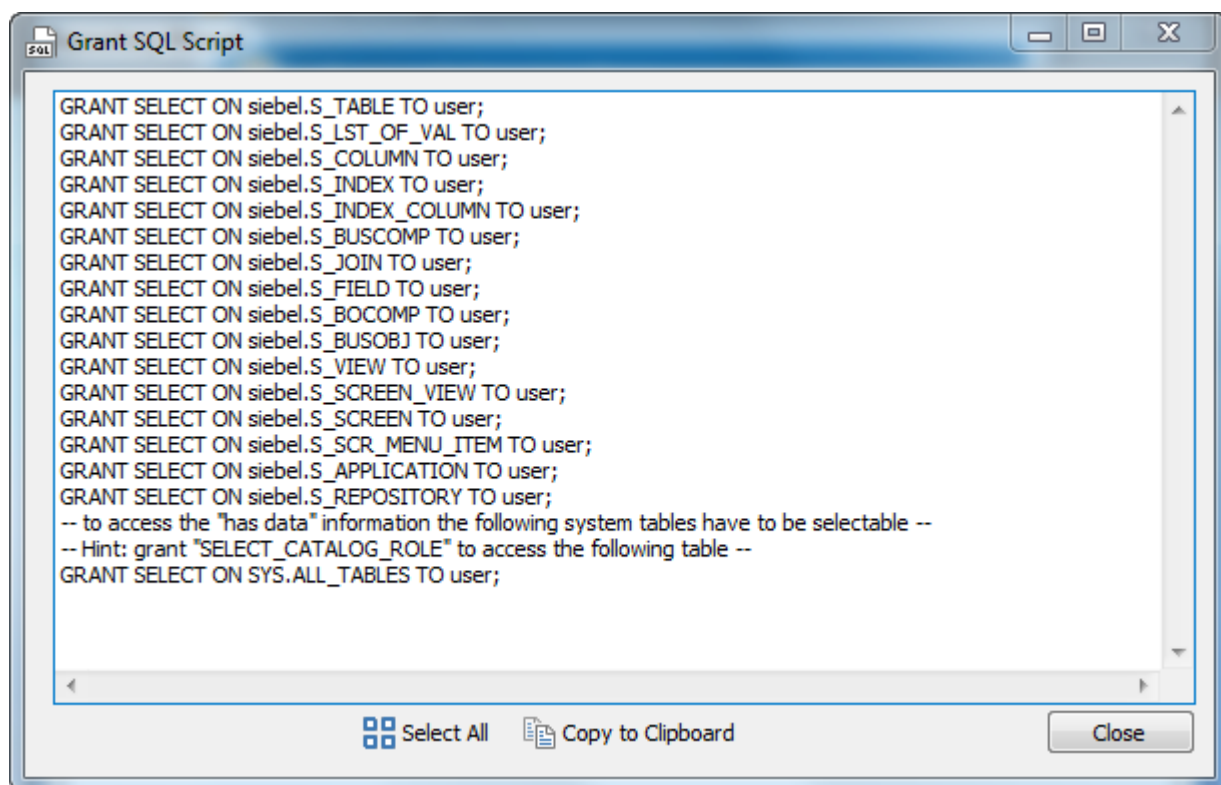 SQL
Grant SQL Script
GRANT SELECT ON siebel.S_TABLE TO user;
GRANT SELECT ON siebel.S_LST_OF_VAL TO user;
GRANT SELECT ON siebel.S_COLUMN TO user;
GRANT SELECT ON siebel.S_INDEX TO user;
GRANT SELECT ON siebel.S_INDEX_COLUMN TO user;
GRANT SELECT ON siebel.S_BUSCOMP TO user;
GRANT SELECT ON siebel.S_JOIN TO user;
GRANT SELECT ON siebel.S_FIELD TO user;
GRANT SELECT ON siebel.S_BOCOMP TO user;
GRANT SELECT ON siebel.S_BUSOBJ TO user;
GRANT SELECT ON siebel.S_VIEW TO user;
GRANT SELECT ON siebel.S_SCREEN_VIEW TO user;
GRANT SELECT ON siebel.S_SCREEN TO user;
GRANT SELECT ON siebel.S_SCR_MENU_ITEM TO user;
GRANT SELECT ON siebel.S_APPLICATION TO user;
GRANT SELECT ON siebel.S_REPOSITORY TO user;
-- to access the "has data" information the following system tables have to be selectable --
-- Hint: grant "SELECT_CATALOG_ROLE" to access the following table --
GRANT SELECT ON SYS.ALL_TABLES TO user;
Select All
Copy to Clipboard
Close